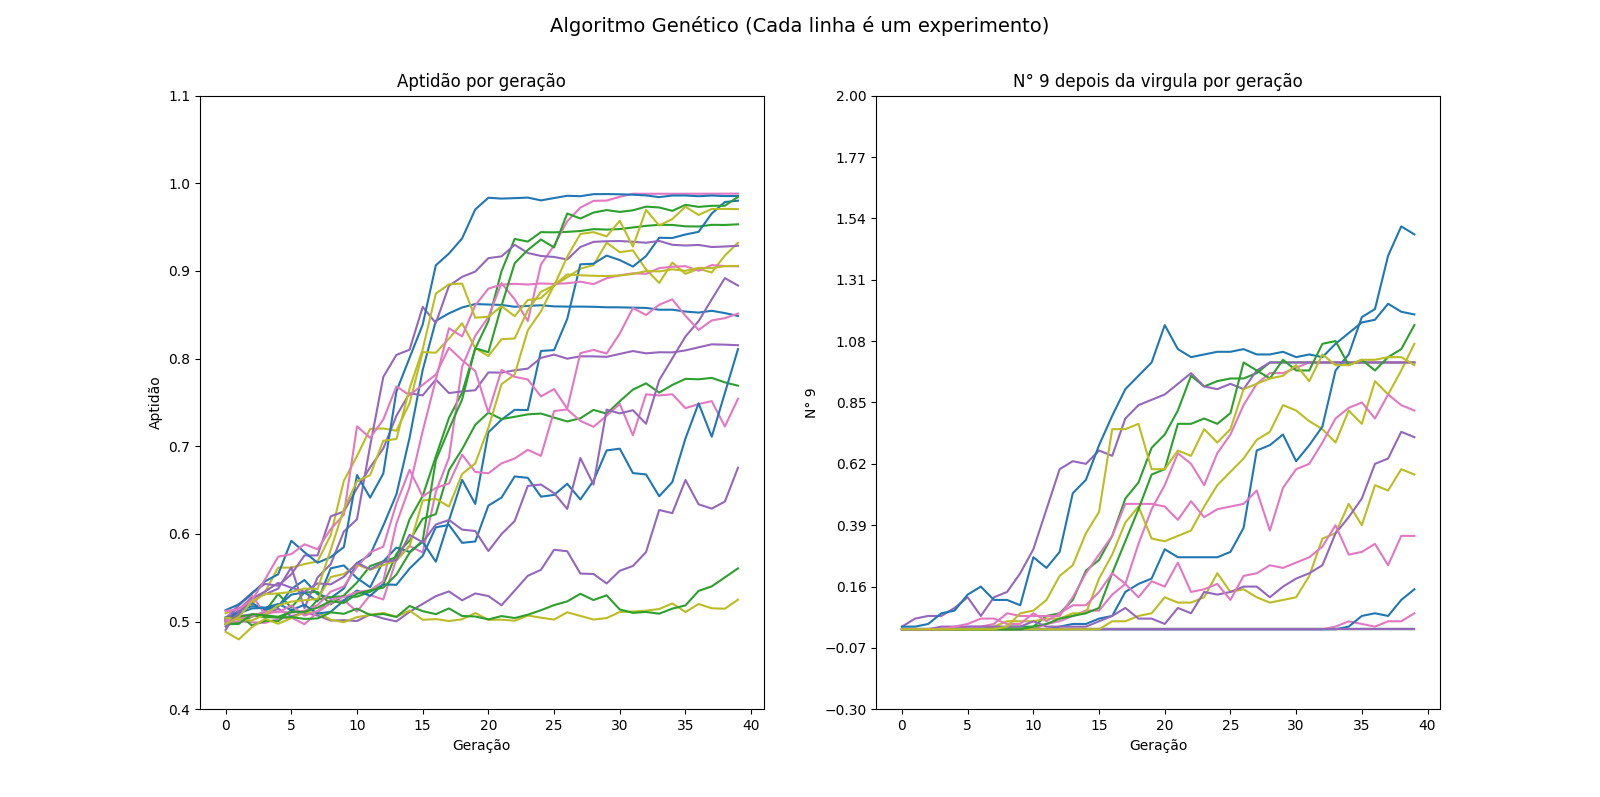 Algoritmo Genético (Cada linha é um experimento)
Aptidão por geração
1.1
1.0
0.9
0.8
0.7
0.6
0.5
0.4
Aptidão
0 5 10 15 20 25 30 35 40
Geração
N° 9 depois da virgula por geração
2.00
1.77
1.54
1.31
1.08
0.85
0.62
0.39
0.16
−0.07
−0.30
N° 9
0 5 10 15 20 25 30 35 40
Geração